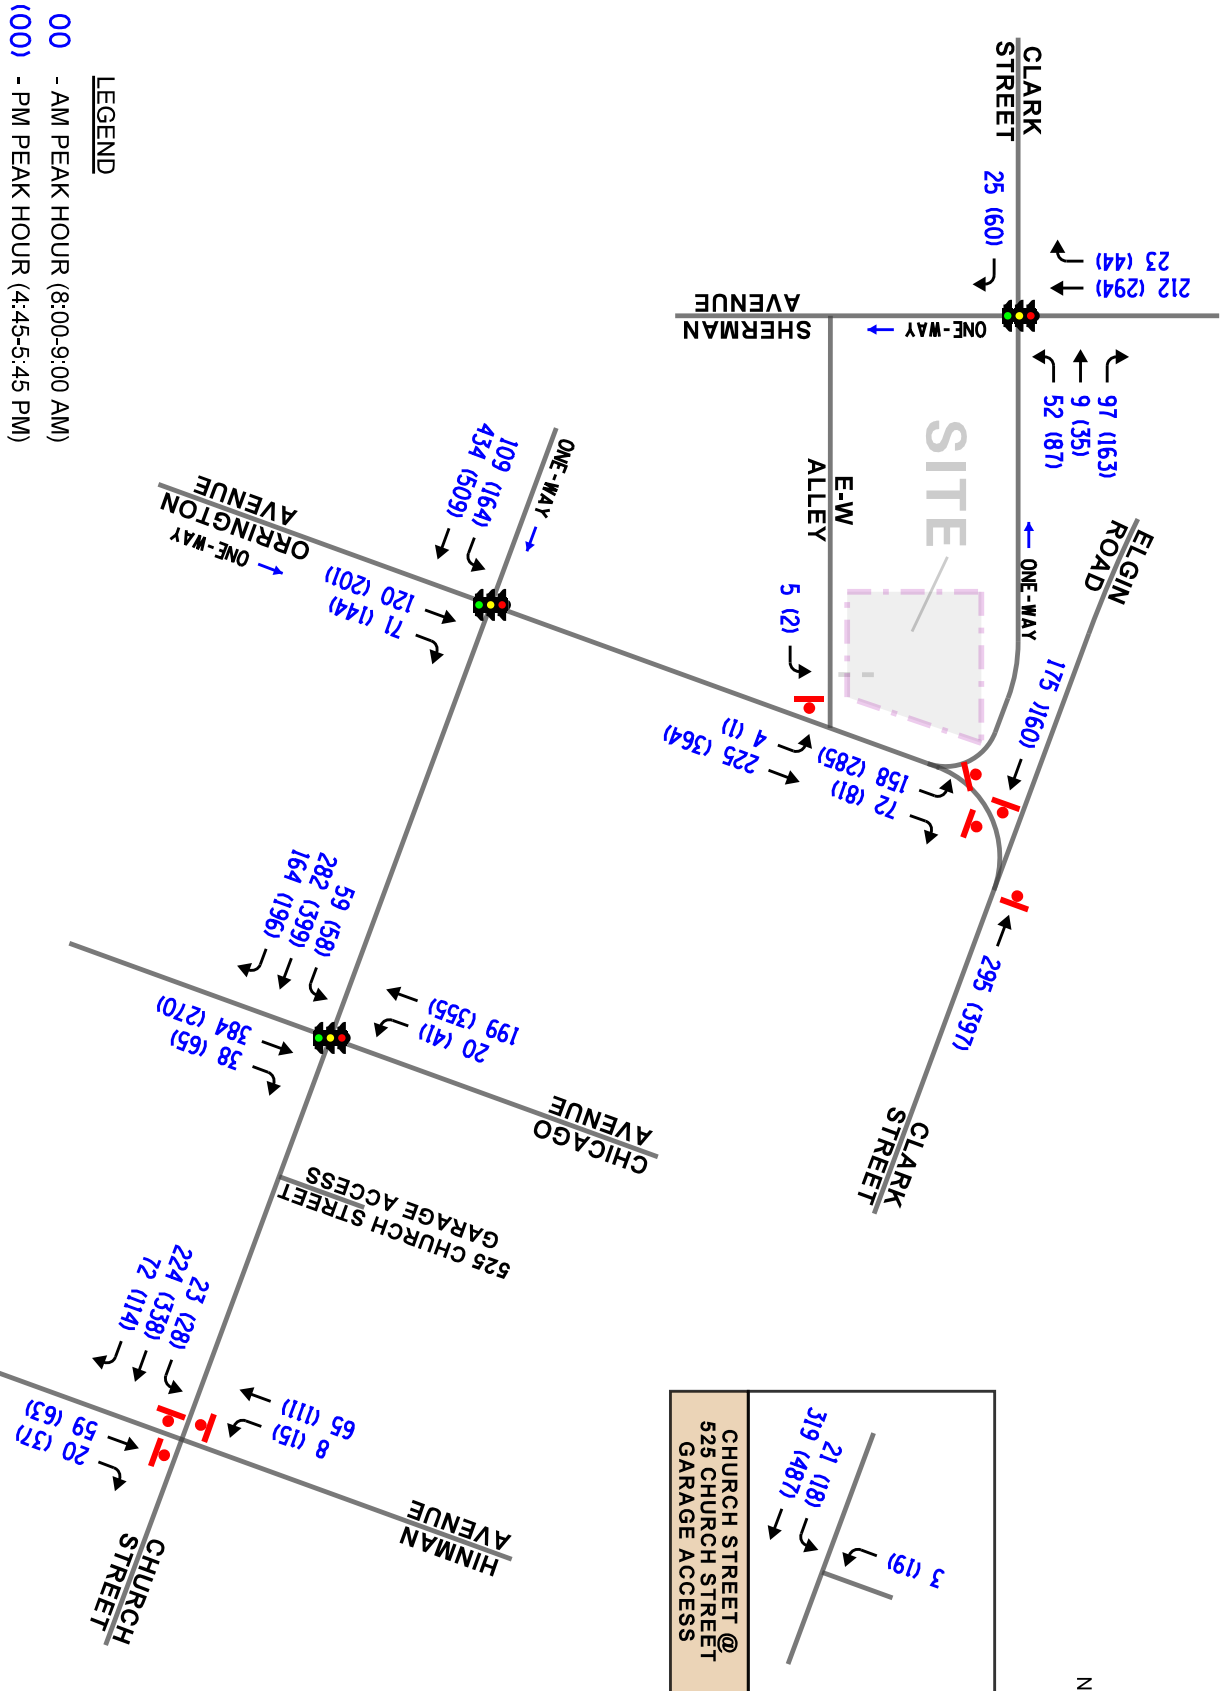 CLARK
STREET
25 (60)
23 (44)
212 (294)
SHERMAN
AVENUE
ONE-WAY
97 (163)
9 (35)
52 (87)
SITE
E-W
ALLEY
ONE-WAY
ELGIN
ROAD
175 (160)
5 (2)
4 (1)
225 (364)
158 (285)
72 (81)
295 (397)
CLARK
STREET
ONE-WAY
109 (164)
434 (509)
ORRINGTON
AVENUE
ONE-WAY
120 (201)
71 (144)
59 (58)
282 (399)
164 (196)
384 (270)
38 (65)
199 (355)
20 (41)
CHICAGO
AVENUE
525 CHURCH STREET
GARAGE ACCESS
23 (28)
224 (338)
72 (114)
59 (63)
20 (37)
65 (111)
8 (15)
HINMAN
AVENUE
CHURCH
STREET
21 (18)
319 (487)
3 (19)
CHURCH STREET @
525 CHURCH STREET
GARAGE ACCESS
LEGEND
00 - AM PEAK HOUR (8:00-9:00 AM)
(00) - PM PEAK HOUR (4:45-5:45 PM)
N